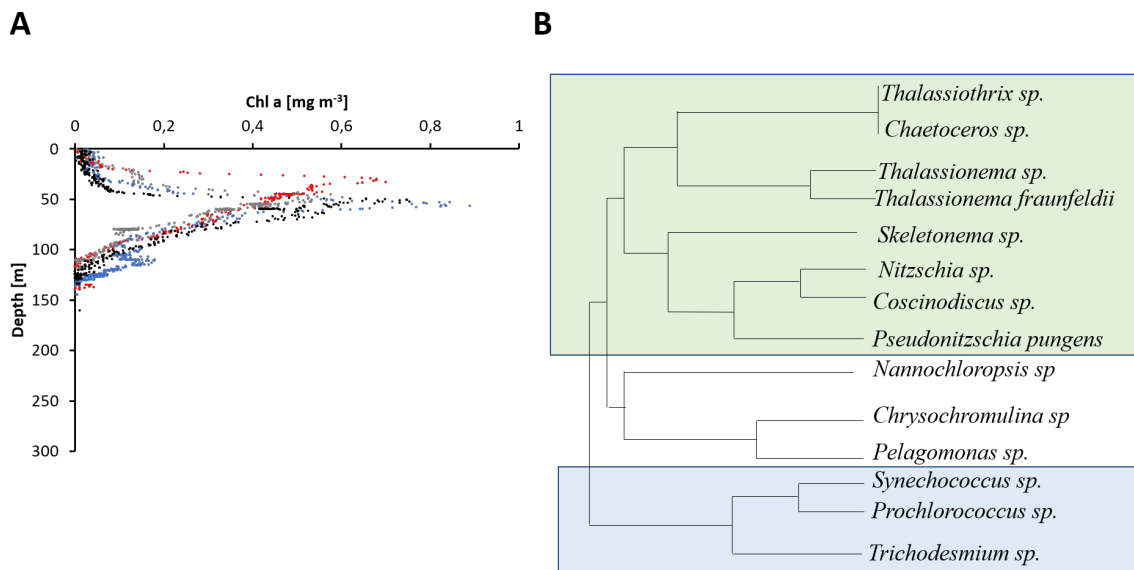 A
B
Chl a [mg m-3]
0 0,2 0,4 0,6 0,8 1
0
50
100
150
200
250
300
Depth [m]
Thalassiothrix sp.
Chaetoceros sp.
Thalassionema sp.
Thalassionema fraunfeldii
Skeletonema sp.
Nitzschia sp.
Coscinodiscus sp.
Pseudonitzschia pungens
Nannochloropsis sp
Chrysochromulina sp
Pelagomonas sp.
Synechococcus sp.
Prochlorococcus sp.
Trichodesmium sp.